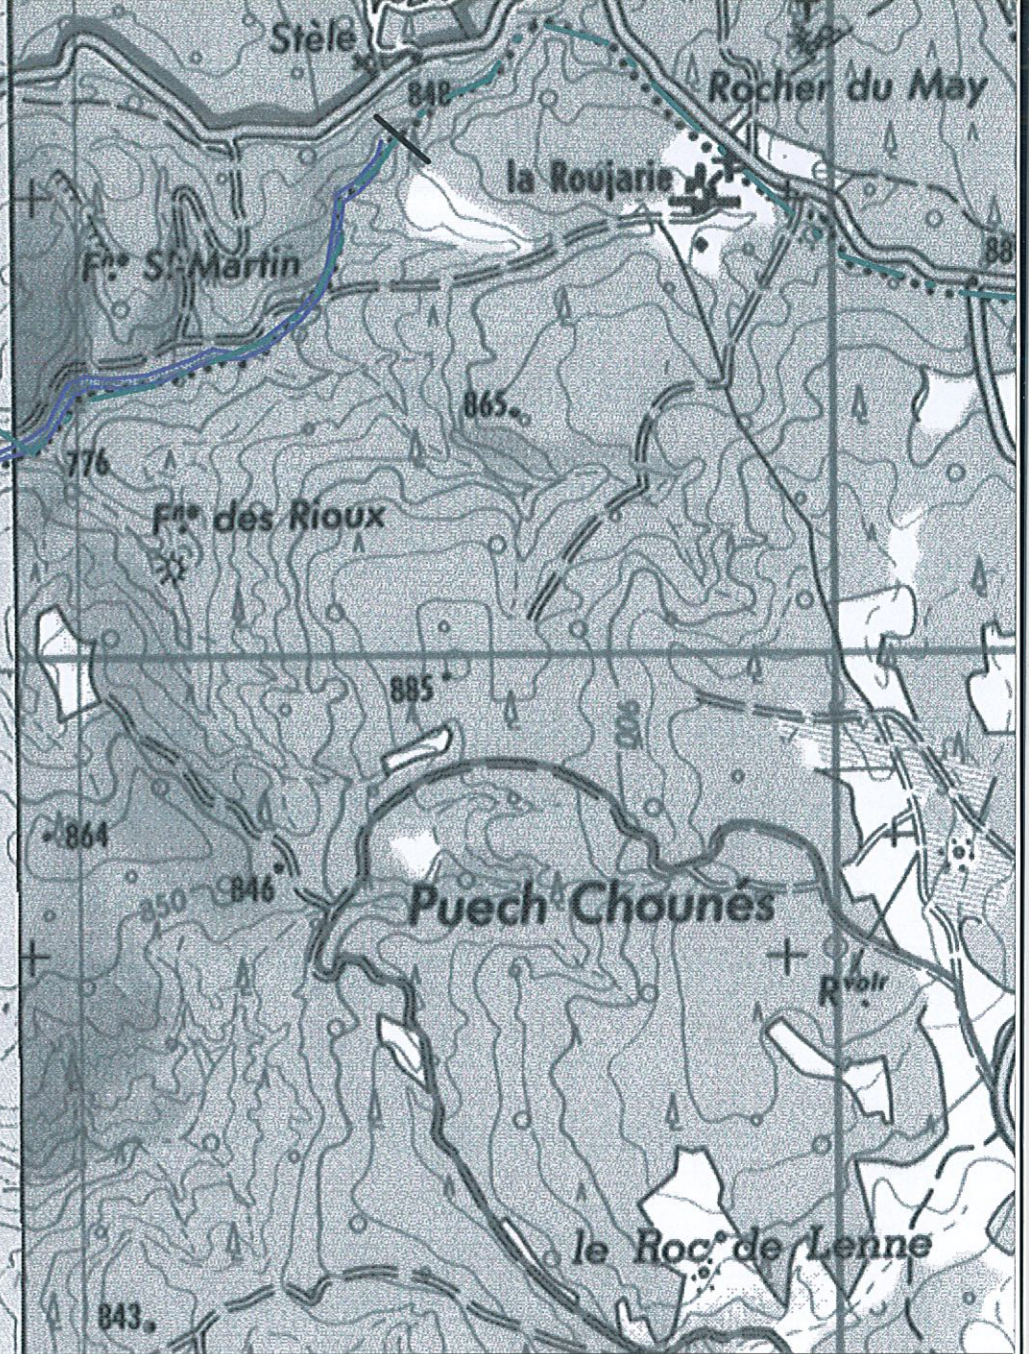 Stèle
848
Rocher du May
la Roujarie
88
Fne St-Martin
865
776
Fne des Rioux
885
900
864
846
850
Puech Chounés
Rvoir
le Roc de Lenne
843